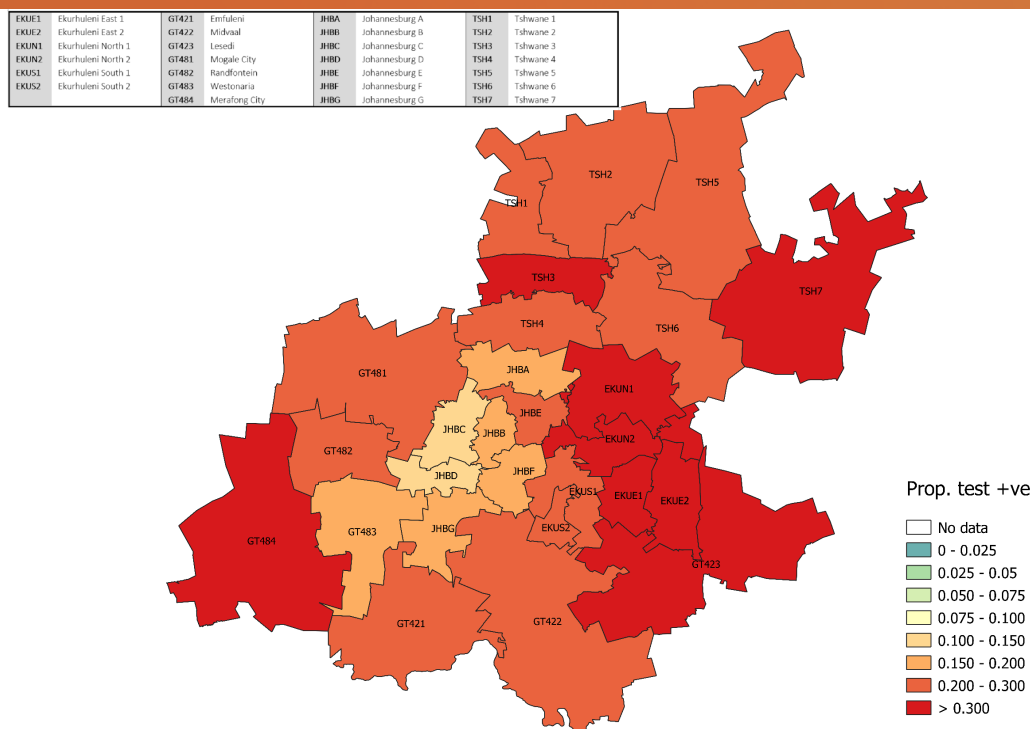 EKUE1 Ekurhuleni East 1 GT421 Emfuleni JHBA Johannesburg A TSH1 Tshwane 1
EKUE2 Ekurhuleni East 2 GT422 Midvaal JHBB Johannesburg B TSH2 Tshwane 2
EKUN1 Ekurhuleni North 1 GT423 Lesedi JHBC Johannesburg C TSH3 Tshwane 3
EKUN2 Ekurhuleni North 2 GT481 Mogale City JHBD Johannesburg D TSH4 Tshwane 4
EKUS1 Ekurhuleni South 1 GT482 Randfontein JHBE Johannesburg E TSH5 Tshwane 5
EKUS2 Ekurhuleni South 2 GT483 Westonaria JHBF Johannesburg F TSH6 Tshwane 6
GT484 Merafong City JHBG Johannesburg G TSH7 Tshwane 7
TSH2
TSH5
TSH1
TSH3
TSH7
TSH4
TSH6
GT481
JHBA
EKUN1
JHBE
JHBC
JHBB
EKUN2
GT482
JHBF
JHBD
EKUS1
EKUE1
EKUE2
GT483
JHBG
EKUS2
GT484
GT423
GT421
GT422
Prop. test +ve
No data
0 - 0.025
0.025 - 0.05
0.050 - 0.075
0.075 - 0.100
0.100 - 0.150
0.150 - 0.200
0.200 - 0.300
> 0.300